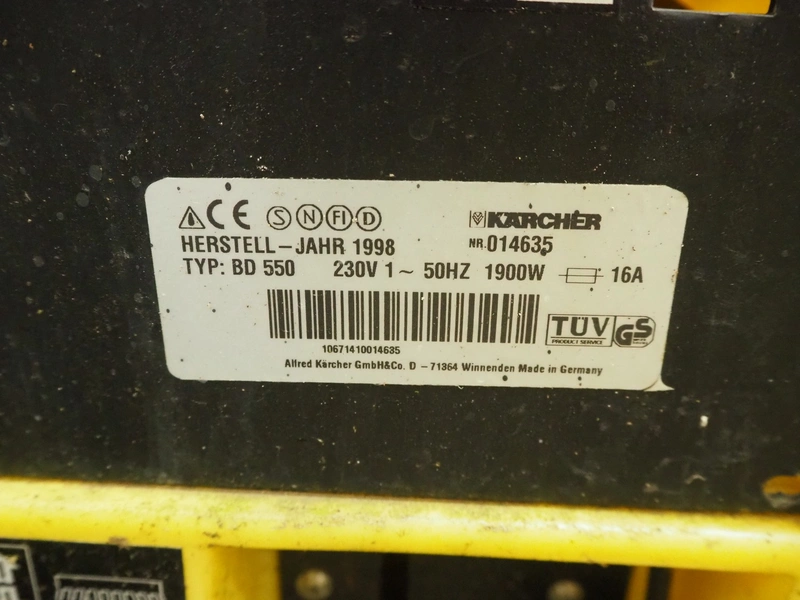 CE S N FI D KÄRCHER
HERSTELL-JAHR 1998 NR. 014635
TYP: BD 550 230V 1~ 50HZ 1900W 16A
TÜV PRODUCT SERVICE GS
10671410014635
Alfred Kärcher GmbH&Co. D - 71364 Winnenden Made in Germany